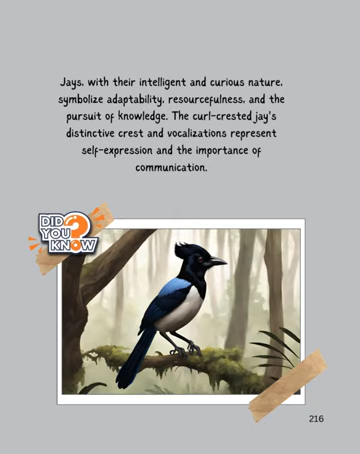 Jays, with their intelligent and curious nature,
symbolize adaptability, resourcefulness, and the
pursuit of knowledge. The curl-crested jay's
distinctive crest and vocalizations represent
self-expression and the importance of
communication.
DID
YOU
KNOW
216